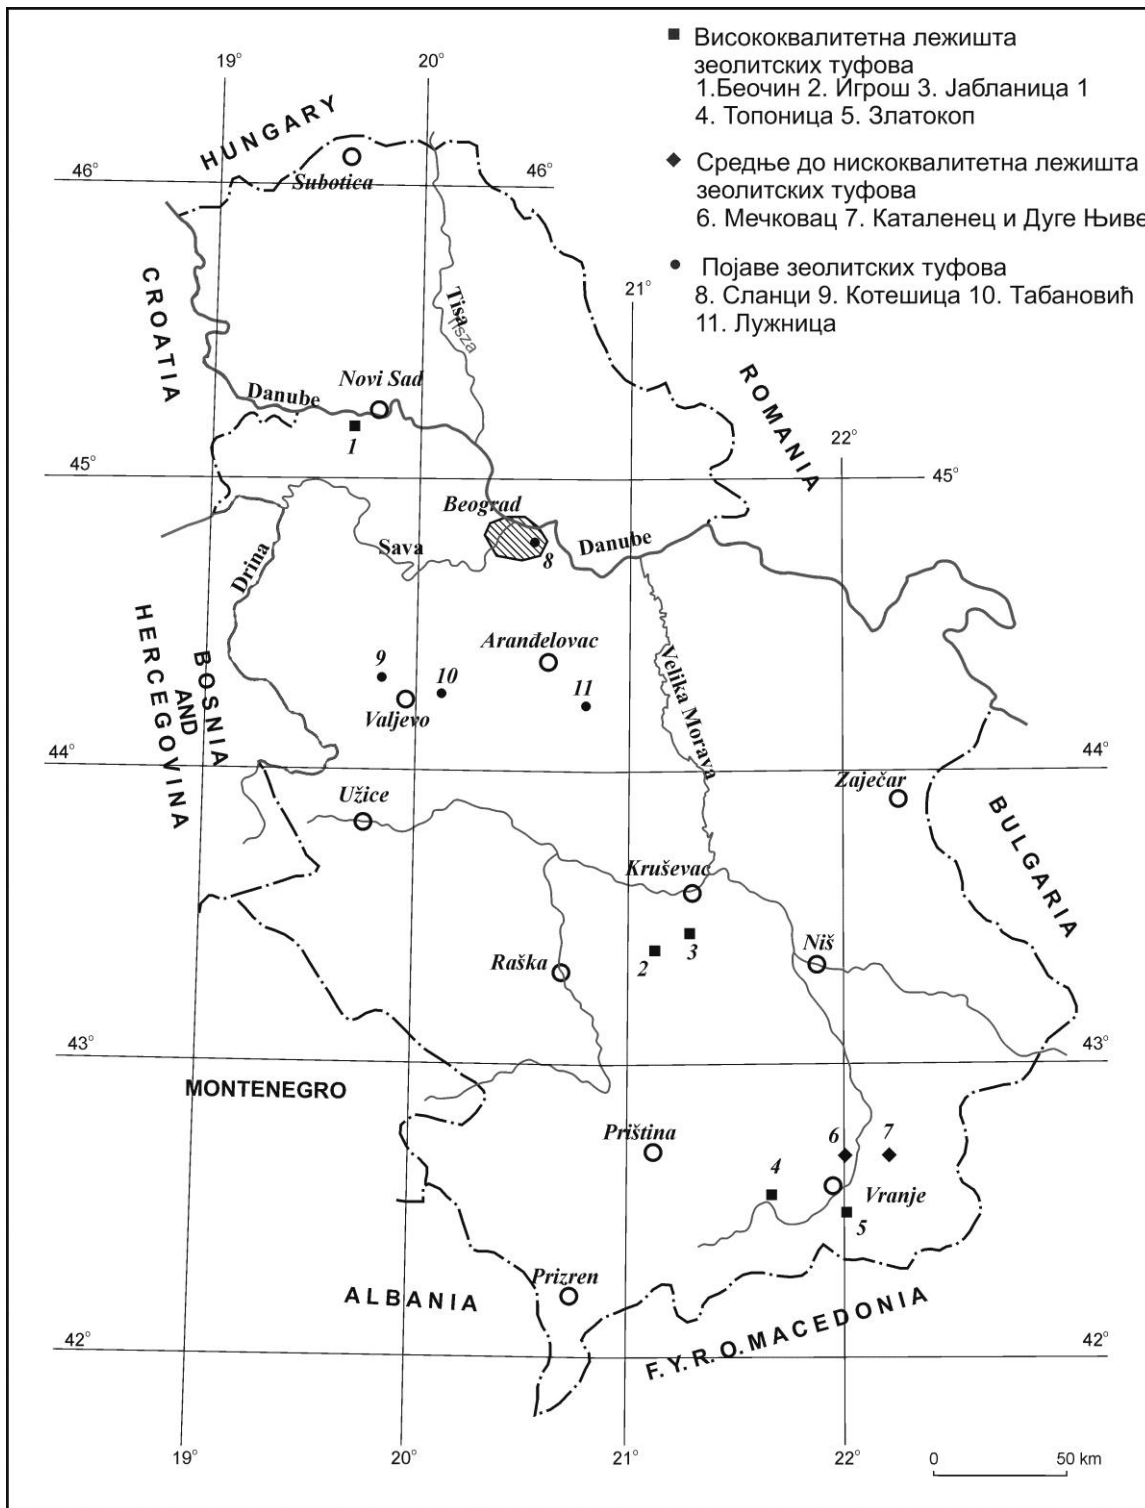 ■ Висококвалитетна лежишта
зеолитских туфова
1.Беочин 2. Игрош 3. Јабланица 1
4. Топоница 5. Златокоп
◆ Средње до нискоквалитетна лежишта
зеолитских туфова
6. Мечковац 7. Каталенец и Дуге Њиве
● Појаве зеолитских туфова
8. Сланци 9. Котешица 10. Табановић
11. Лужница
19°
20°
HUNGARY
46°
Subotica
46°
CROATIA
Tisa
Tisza
21°
Novi Sad
Danube
1
ROMANIA
22°
45°
45°
Beograd
Sava
8
Danube
Drina
BOSNIA
AND
HERCEGOVINA
Aranđelovac
9
10
11
Valjevo
Velika Morava
44°
44°
Užice
Zaječar
BULGARIA
Kruševac
2
3
Niš
Raška
43°
43°
MONTENEGRO
Priština
6
7
4
Vranje
5
Prizren
ALBANIA
F.Y.R.O.MACEDONIA
42°
42°
19°
20°
21°
22°
0
50 km